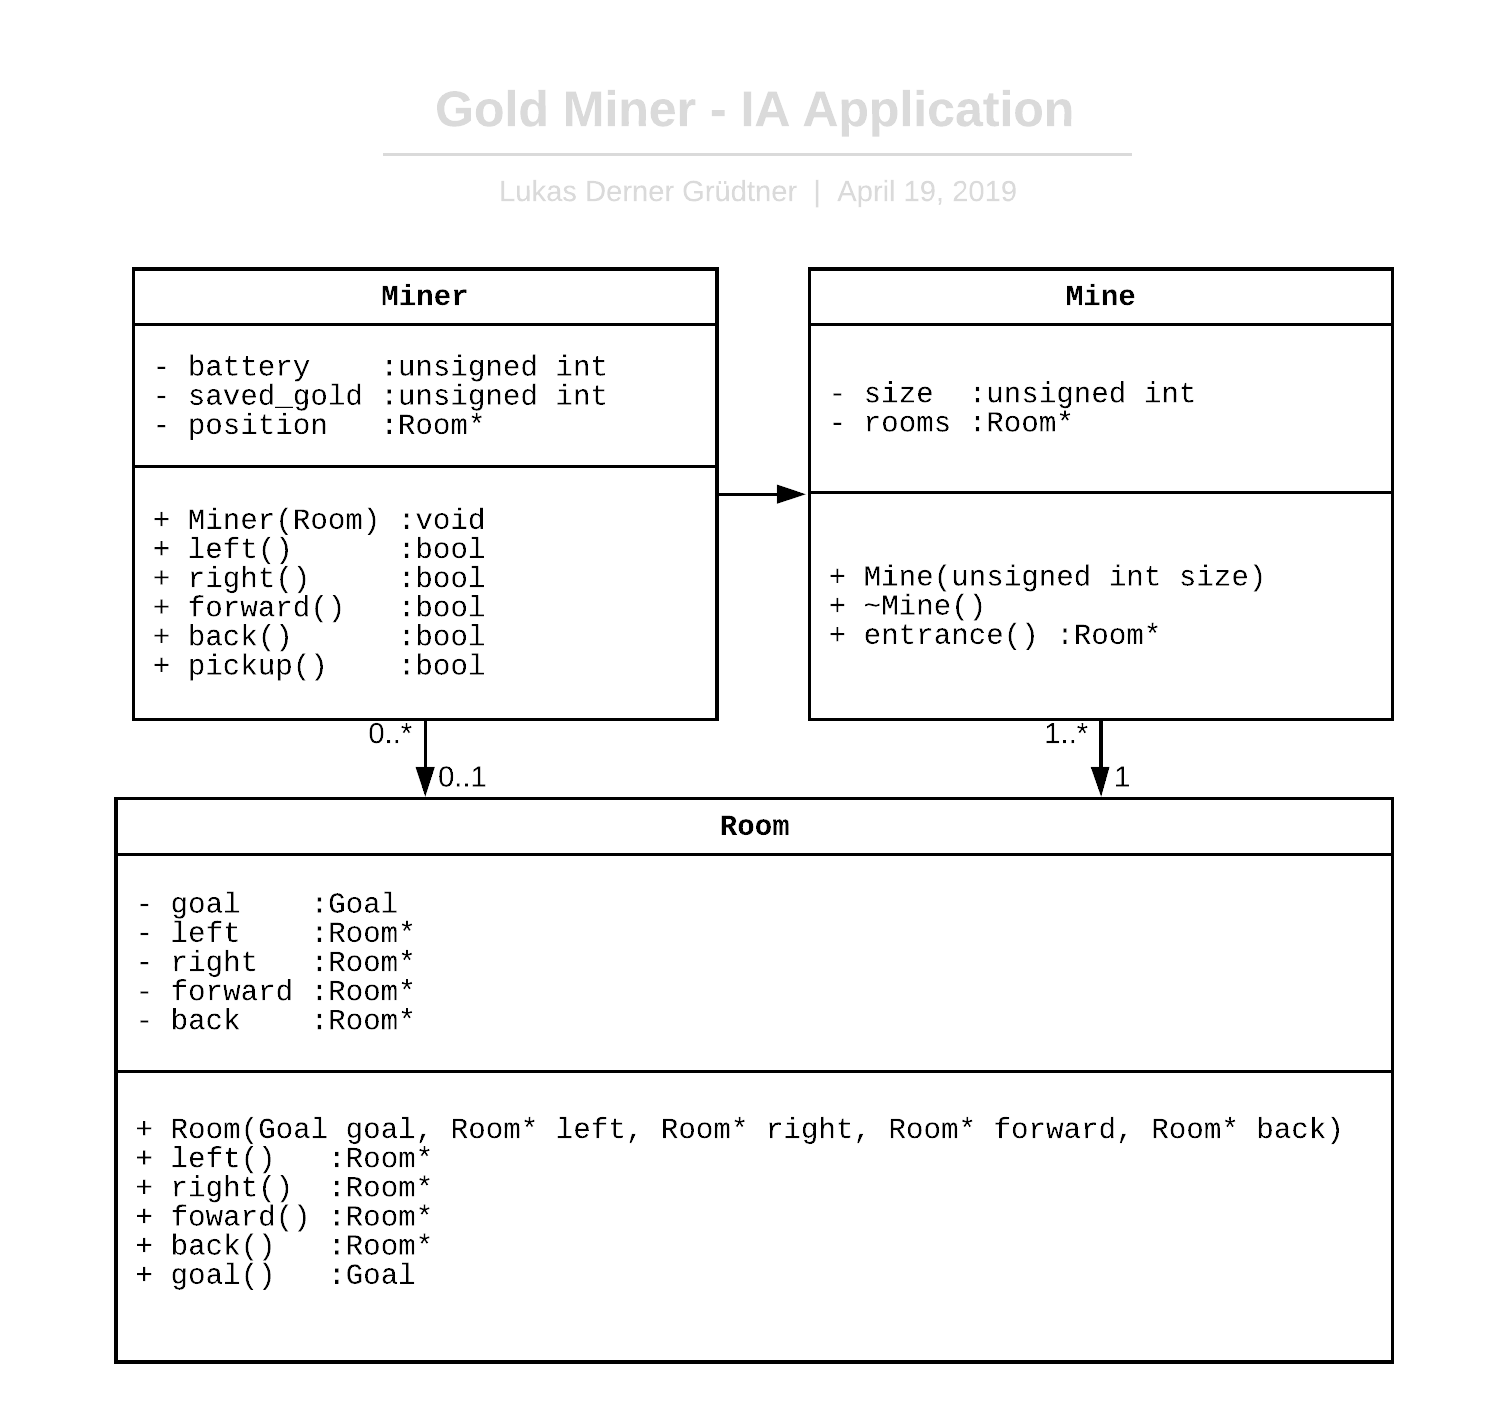 Gold Miner - IA Application
Lukas Derner Grüdtner | April 19, 2019
Miner
- battery :unsigned int
- saved_gold :unsigned int
- position :Room*
+ Miner(Room) :void
+ left() :bool
+ right() :bool
+ forward() :bool
+ back() :bool
+ pickup() :bool
Mine
- size :unsigned int
- rooms :Room*
+ Mine(unsigned int size)
+ ~Mine()
+ entrance() :Room*
0..*
0..1
1..*
1
Room
- goal :Goal
- left :Room*
- right :Room*
- forward :Room*
- back :Room*
+ Room(Goal goal, Room* left, Room* right, Room* forward, Room* back)
+ left() :Room*
+ right() :Room*
+ foward() :Room*
+ back() :Room*
+ goal() :Goal